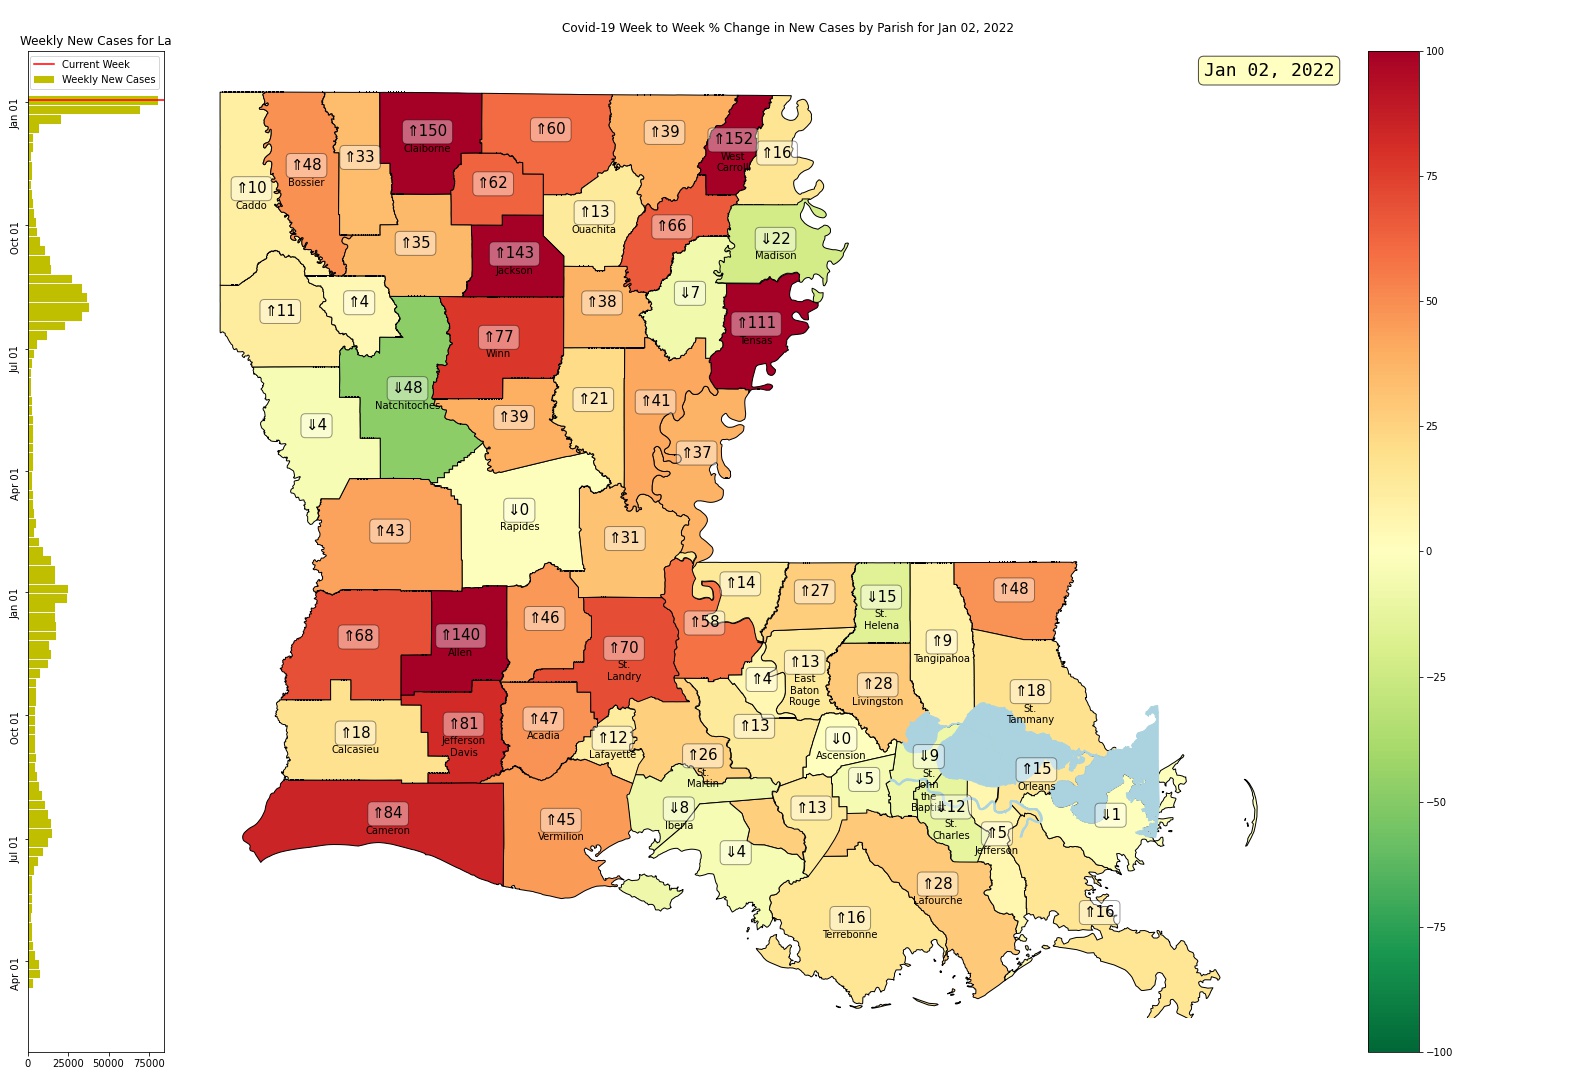 Covid-19 Week to Week % Change in New Cases by Parish for Jan 02, 2022
Weekly New Cases for La
Current Week
Weekly New Cases
Jan 01
Oct 01
Jul 01
Apr 01
Jan 01
Oct 01
Jul 01
Apr 01
0 25000 50000 75000
Jan 02, 2022
⇑150
Claiborne
⇑60
⇑39
⇑152
West
Carroll
⇑16
⇑48
Bossier
⇑33
⇑10
Caddo
⇑62
⇑13
Ouachita
⇑66
⇓22
Madison
⇑35
⇑143
Jackson
⇑11
⇑4
⇑38
⇓7
⇑111
Tensas
⇑77
Winn
⇓48
Natchitoches
⇓4
⇑39
⇑21
⇑41
⇑37
⇑43
⇓0
Rapides
⇑31
⇑14
⇑27
⇓15
St.
Helena
⇑48
⇑68
⇑140
Allen
⇑46
⇑70
St.
Landry
⇑58
⇑9
Tangipahoa
⇑4
⇑13
East
Baton
Rouge
⇑28
Livingston
⇑18
St.
Tammany
⇑18
Calcasieu
⇑81
Jefferson
Davis
⇑47
Acadia
⇑12
Lafayette
⇑26
St.
Martin
⇑13
⇓0
Ascension
⇓5
⇓9
St.
John
the
Baptist
⇑15
Orleans
⇑84
Cameron
⇑45
Vermilion
⇓8
Iberia
⇑13
⇓12
St.
Charles
⇑5
Jefferson
⇓1
⇓4
⇑28
Lafourche
⇑16
Terrebonne
⇑16
100
75
50
25
0
−25
−50
−75
−100